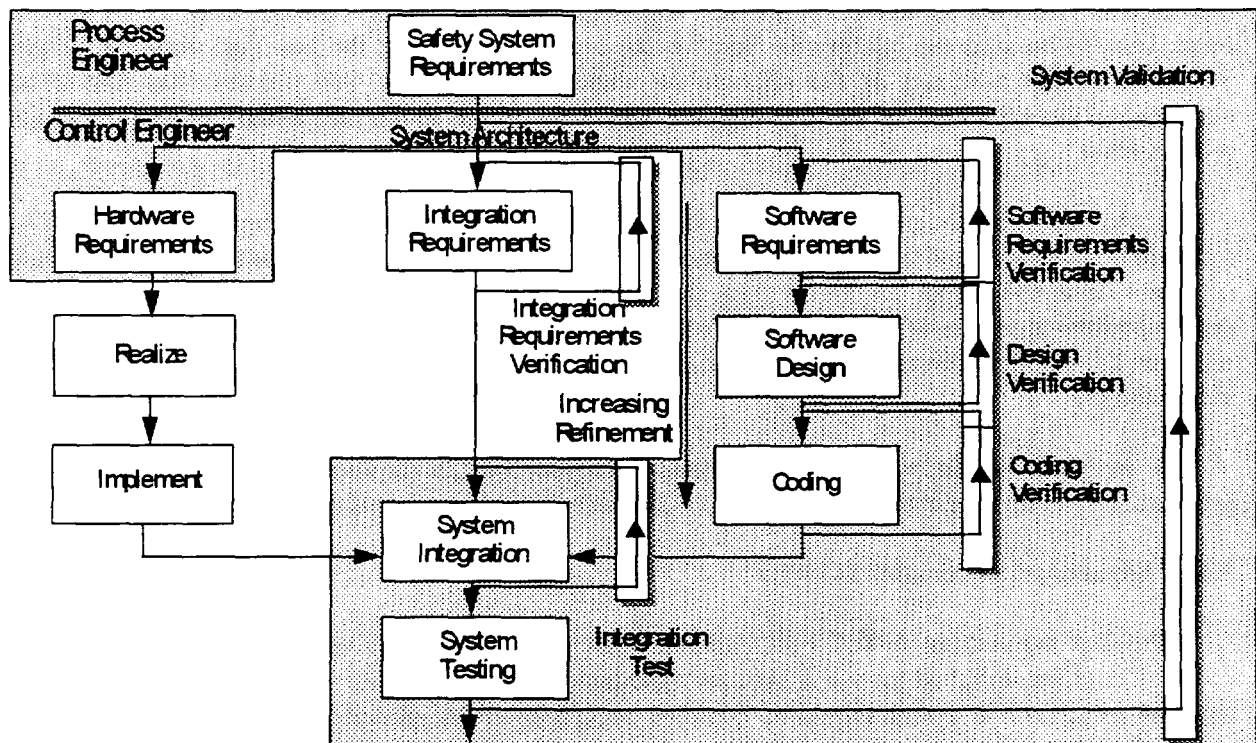 Process
Engineer
Safety System
Requirements
System Validation
Control Engineer
System Architecture
Hardware
Requirements
Integration
Requirements
Software
Requirements
Software
Requirements
Verification
Integration
Requirements
Verification
Realize
Software
Design
Design
Verification
Increasing
Refinement
Implement
Coding
Coding
Verification
System
Integration
System
Testing
Integration
Test